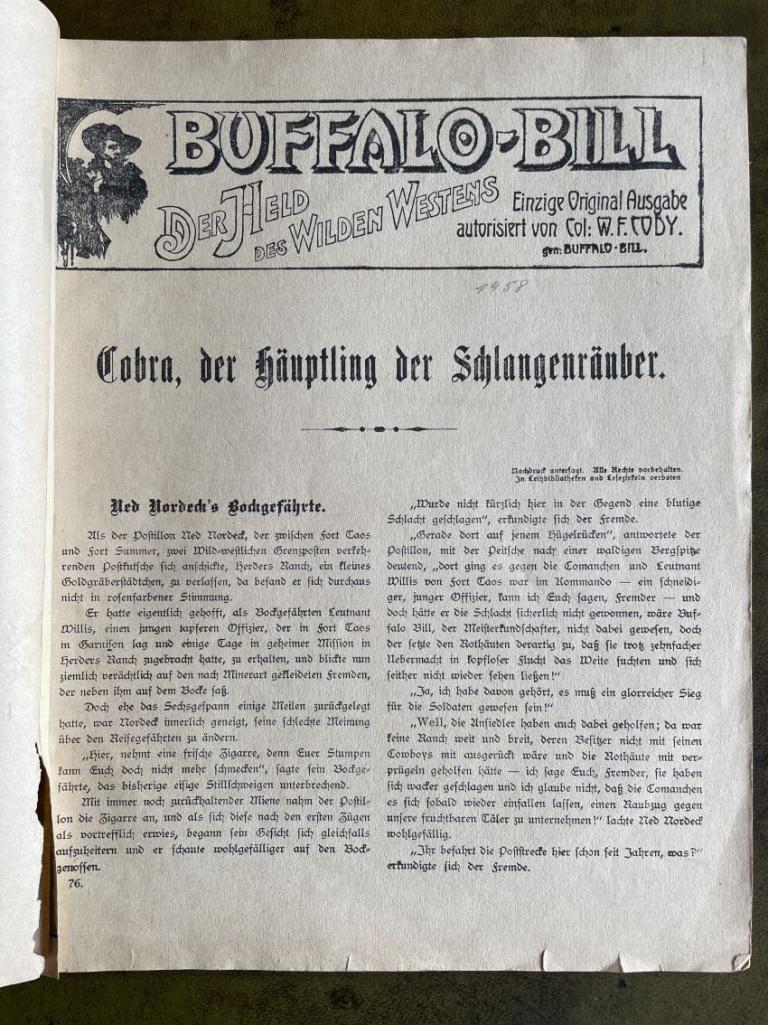 BUFFALO-BILL
DER HELD
DES WILDEN WESTENS
Einzige Original Ausgabe
autorisiert von Col: W. F. CODY.
gen: BUFFALO-BILL.
1958
Cobra, der Häuptling der Schlangenräuber.
Nachdruck untersagt. Alle Rechte vorbehalten.
In Leihbibliotheken und Lesezirkeln verboten
Ned Nordeck's Bockgefährte.
Als der Postillon Ned Nordeck, der zwischen Fort Taos
und Fort Summer, zwei Wild-westlichen Grenzposten verkeh-
renden Postkutsche sich anschickte, Herders Ranch, ein kleines
Goldgräberstädtchen, zu verlassen, da befand er sich durchaus
nicht in rosenfarbener Stimmung.
Er hatte eigentlich gehofft, als Bockgefährten Leutnant
Willis, einen jungen tapferen Offizier, der in Fort Taos
in Garnison lag und einige Tage in geheimer Mission in
Herders Ranch zugebracht hatte, zu erhalten, und blickte nun
ziemlich verächtlich auf den nach Minerart gekleideten Fremden,
der neben ihm auf dem Bocke saß.
Doch ehe das Sechsgespann einige Meilen zurückgelegt
hatte, war Nordeck innerlich geneigt, seine schlechte Meinung
über den Reisegefährten zu ändern.
„Hier, nehmt eine frische Zigarre, denn Euer Stumpen
kann Euch doch nicht mehr schmecken“, sagte sein Bockge-
fährte, das bisherige eisige Stillschweigen unterbrechend.
Mit immer noch zurückhaltender Miene nahm der Postil-
lon die Zigarre an, und als sich diese nach den ersten Zügen
als vortrefflich erwies, begann sein Gesicht sich gleichfalls
aufzuheitern und er schaute wohlgefälliger auf den Bock-
genossen.
76.
„Wurde nicht kürzlich hier in der Gegend eine blutige
Schlacht geschlagen“, erkundigte sich der Fremde.
„Gerade dort auf jenem Hügelrücken“, antwortete der
Postillon, mit der Peitsche nach einer waldigen Bergspitze
deutend, „dort ging es gegen die Comanchen und Leutnant
Willis von Fort Taos war im Kommando — ein schneidi-
ger, junger Offizier, kann ich Euch sagen, Fremder — und
doch hätte er die Schlacht sicherlich nicht gewonnen, wäre Buf-
falo Bill, der Meisterkundschafter, nicht dabei gewesen, doch
der setzte den Rothäuten derartig zu, daß sie trotz zehnfacher
Uebermacht in kopfloser Flucht das Weite suchten und sich
seither nicht wieder sehen ließen!“
„Ja, ich habe davon gehört, es muß ein glorreicher Sieg
für die Soldaten gewesen sein!“
„Well, die Ansiedler haben auch dabei geholfen; da war
keine Ranch weit und breit, deren Besitzer nicht mit seinen
Cowboys mit ausgerückt wäre und die Rothäute mit ver-
prügeln geholfen hätte — ich sage Euch, Fremder, sie haben
sich wacker geschlagen und ich glaube nicht, daß die Comanchen
es sich sobald wieder einfallen lassen, einen Raubzug gegen
unsere fruchtbaren Täler zu unternehmen!“ lachte Ned Nordeck
wohlgefällig.
„Ihr befahrt die Poststrecke hier schon seit Jahren, was?“
erkundigte sich der Fremde.